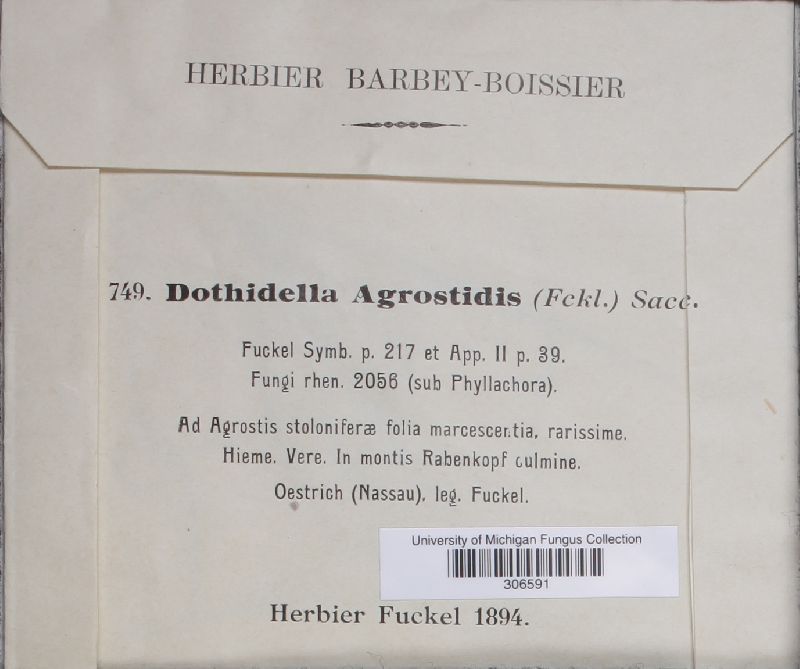 HERBIER BARBEY-BOISSIER
749. Dothidella Agrostidis (Fckl.) Sacc.
Fuckel Symb. p. 217 et App. II p. 39.
Fungi rhen. 2056 (sub Phyllachora).
Ad Agrostis stoloniferæ folia marcescentia, rarissime.
Hieme. Vere. In montis Rabenkopf culmine.
Oestrich (Nassau). leg. Fuckel.
University of Michigan Fungus Collection
306591
Herbier Fuckel 1894.